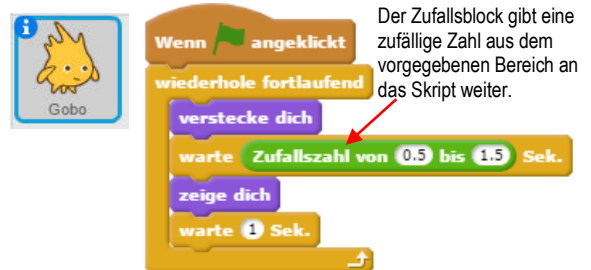 i
Gobo
Wenn angeklickt
wiederhole fortlaufend
verstecke dich
warte Zufallszahl von 0.5 bis 1.5 Sek.
zeige dich
warte 1 Sek.
Der Zufallsblock gibt eine
zufällige Zahl aus dem
vorgegebenen Bereich an
das Skript weiter.